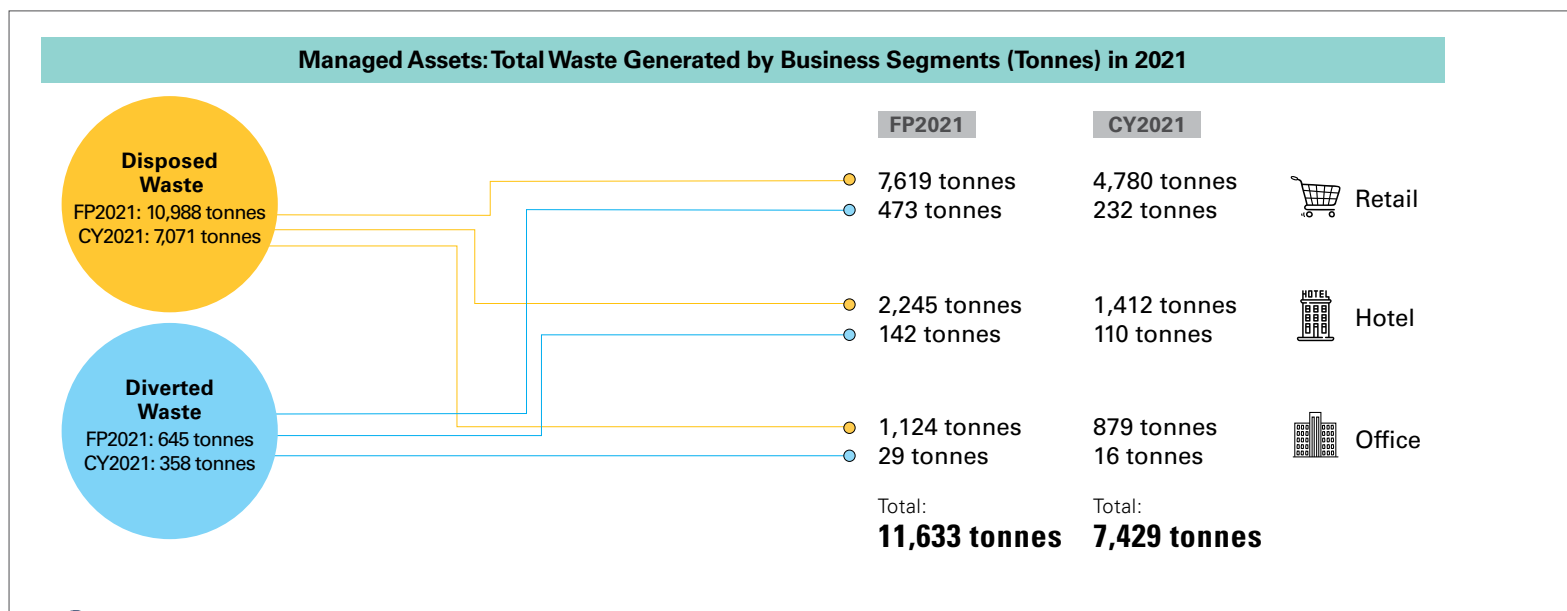 Managed Assets: Total Waste Generated by Business Segments (Tonnes) in 2021
Disposed
Waste
FP2021: 10,988 tonnes
CY2021: 7,071 tonnes
Diverted
Waste
FP2021: 645 tonnes
CY2021: 358 tonnes
FP2021 CY2021
7,619 tonnes 4,780 tonnes
473 tonnes 232 tonnes
Retail
2,245 tonnes 1,412 tonnes
142 tonnes 110 tonnes
HOTEL
Hotel
1,124 tonnes 879 tonnes
29 tonnes 16 tonnes
Office
Total: Total:
11,633 tonnes 7,429 tonnes